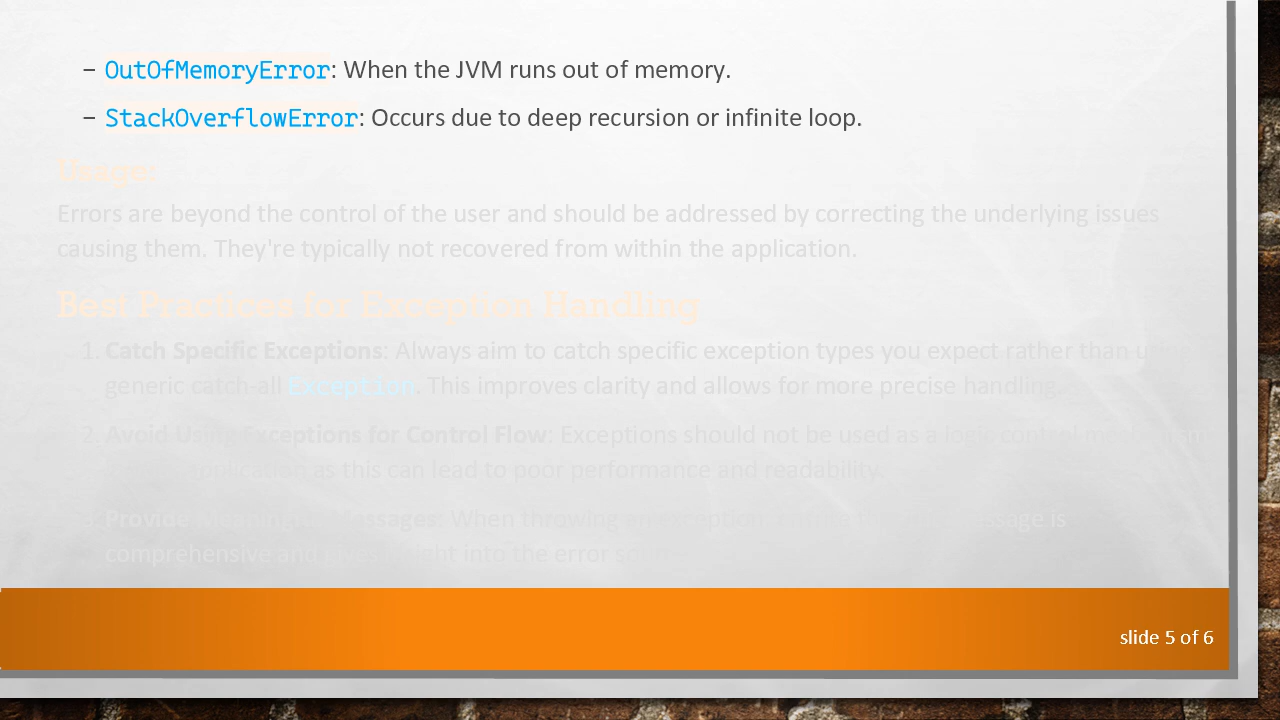 – OutOfMemoryError: When the JVM runs out of memory.
– StackOverflowError: Occurs due to deep recursion or infinite loop.
Usage:
Errors are beyond the control of the user and should be addressed by correcting the underlying issues
causing them. They're typically not recovered from within the application.
Best Practices for Exception Handling
1. Catch Specific Exceptions: Always aim to catch specific exception types you expect rather than using
generic catch-all Exception. This improves clarity and allows for more precise handling.
2. Avoid Using Exceptions for Control Flow: Exceptions should not be used as a logic control mechanism
application as this can lead to poor performance and readability.
3. Provide Meaningful Messages: When throwing an exception, ensure that the message is
comprehensive and gives insight into the error
slide 5 of 6